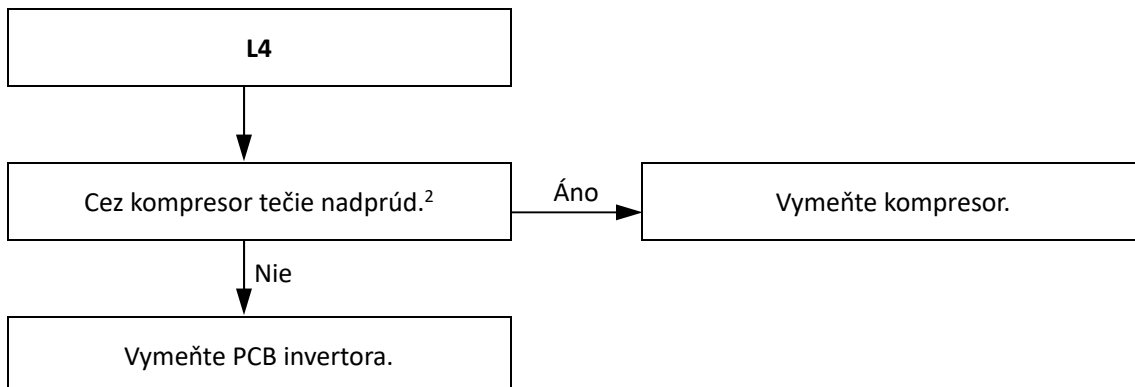 L4
Cez kompresor tečie nadprúd.²
Áno
Vymeňte kompresor.
Nie
Vymeňte PCB invertora.